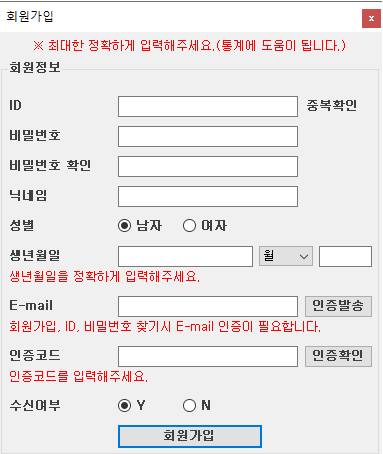 회원가입
※ 최대한 정확하게 입력해주세요.(통계에 도움이 됩니다.)
회원정보
ID 중복확인
비밀번호
비밀번호 확인
닉네임
성별 남자 여자
생년월일 월
생년월일을 정확하게 입력해주세요.
E-mail 인증발송
회원가입, ID, 비밀번호 찾기시 E-mail 인증이 필요합니다.
인증코드 인증확인
인증코드를 입력해주세요.
수신여부 Y N
회원가입